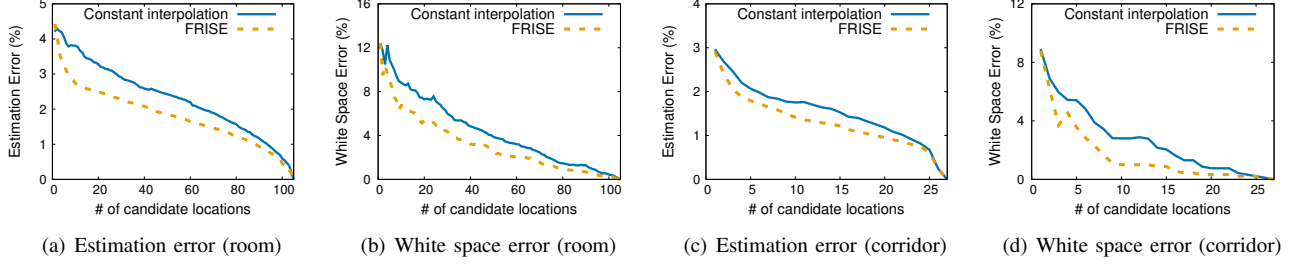 Constant interpolation
FRISE
Estimation Error (%)
5
4
3
2
1
0
0 20 40 60 80 100
# of candidate locations
(a) Estimation error (room)
Constant interpolation
FRISE
White Space Error (%)
16
12
8
4
0
0 20 40 60 80 100
# of candidate locations
(b) White space error (room)
Constant interpolation
FRISE
Estimation Error (%)
4
3
2
1
0
0 5 10 15 20 25
# of candidate locations
(c) Estimation error (corridor)
Constant interpolation
FRISE
White Space Error (%)
12
8
4
0
0 5 10 15 20 25
# of candidate locations
(d) White space error (corridor)